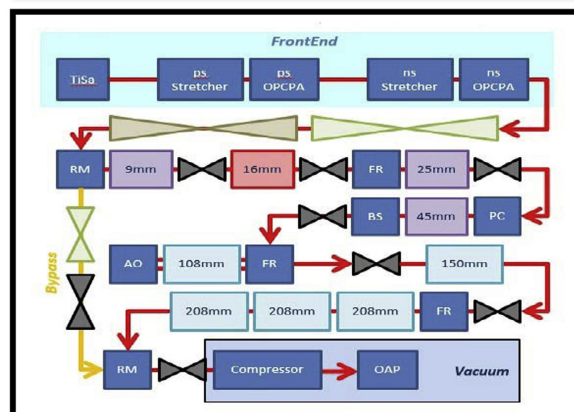 FrontEnd
TiSa
ps
Stretcher
ps
OPCPA
ns
Stretcher
ns
OPCPA
RM
9mm
16mm
FR
25mm
BS
45mm
PC
AO
108mm
FR
150mm
Bypass
208mm
208mm
208mm
FR
RM
Compressor
OAP
Vacuum